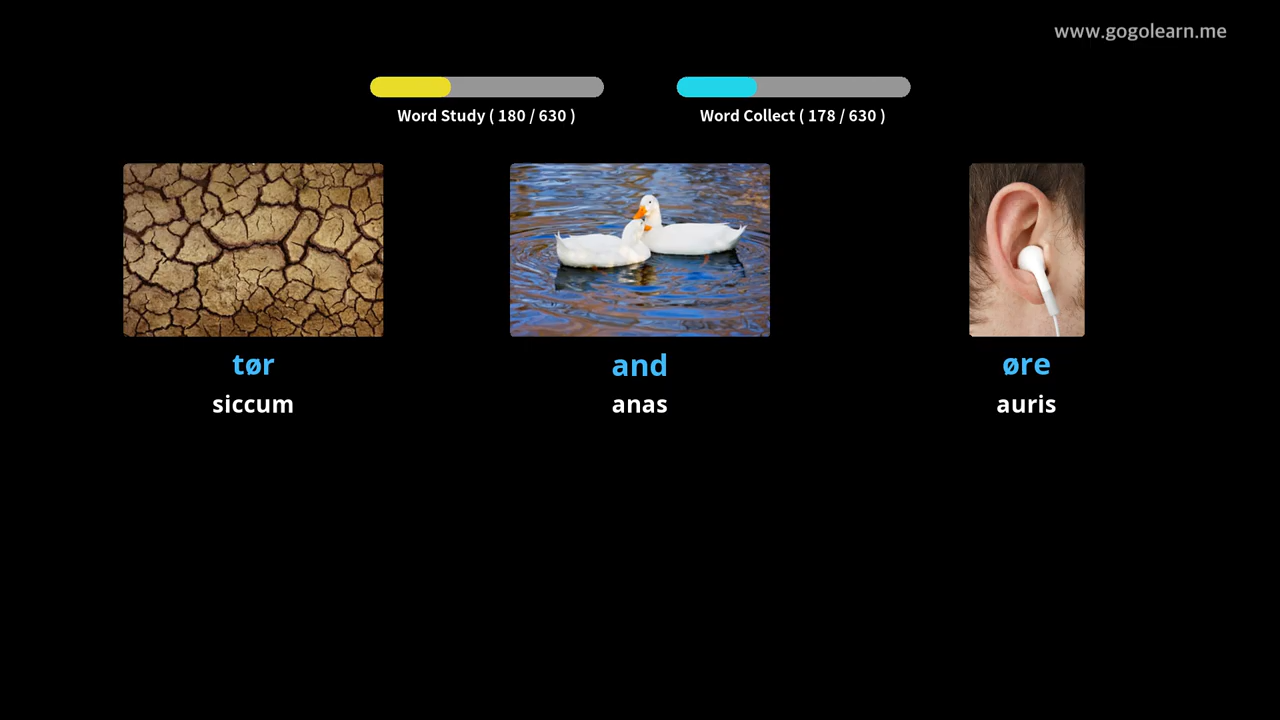 www.gogolearn.me
Word Study ( 180 / 630 )
Word Collect ( 178 / 630 )
tør
and
øre
siccum
anas
auris